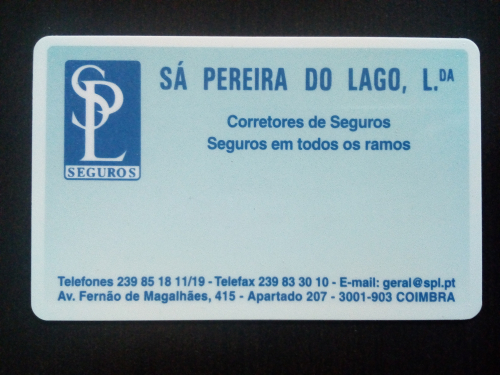 SPL
SEGUROS
SÁ PEREIRA DO LAGO, L.DA
Corretores de Seguros
Seguros em todos os ramos
Telefones 239 85 18 11/19 - Telefax 239 83 30 10 - E-mail: geral@spl.pt
Av. Fernão de Magalhães, 415 - Apartado 207 - 3001-903 COIMBRA